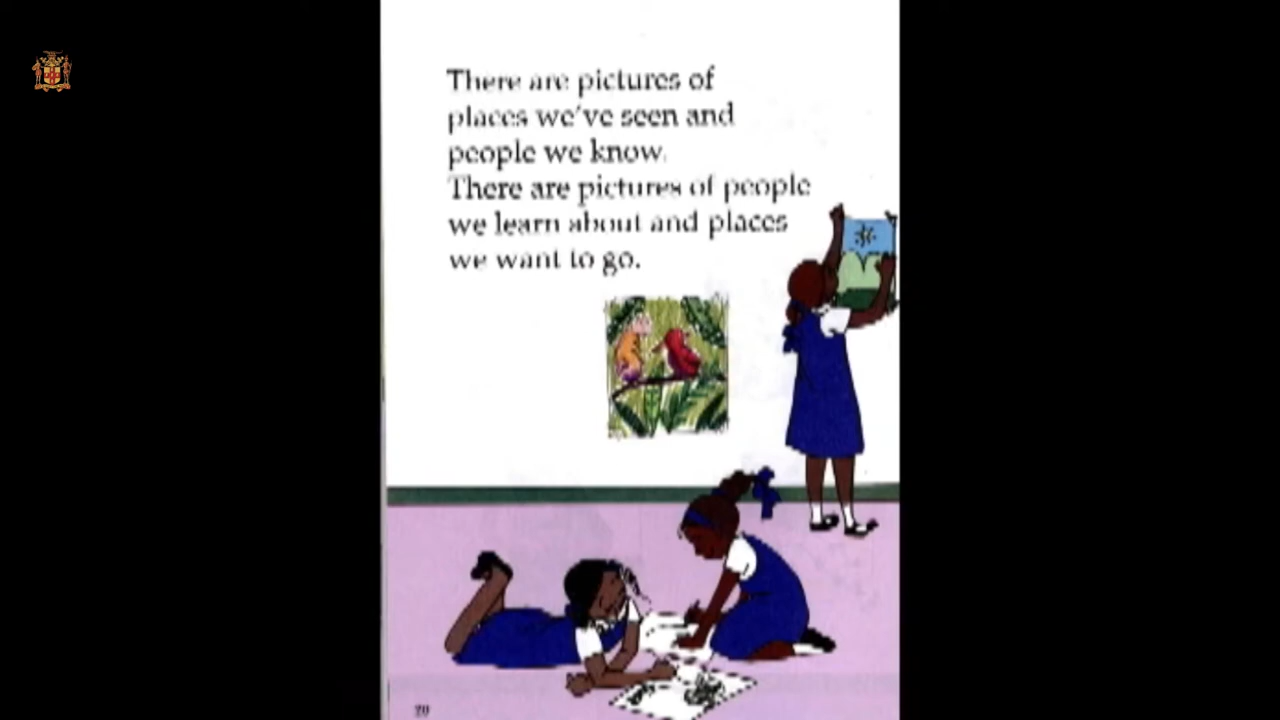 There are pictures of
places we've seen and
people we know.
There are pictures of people
we learn about and places
we want to go.
70